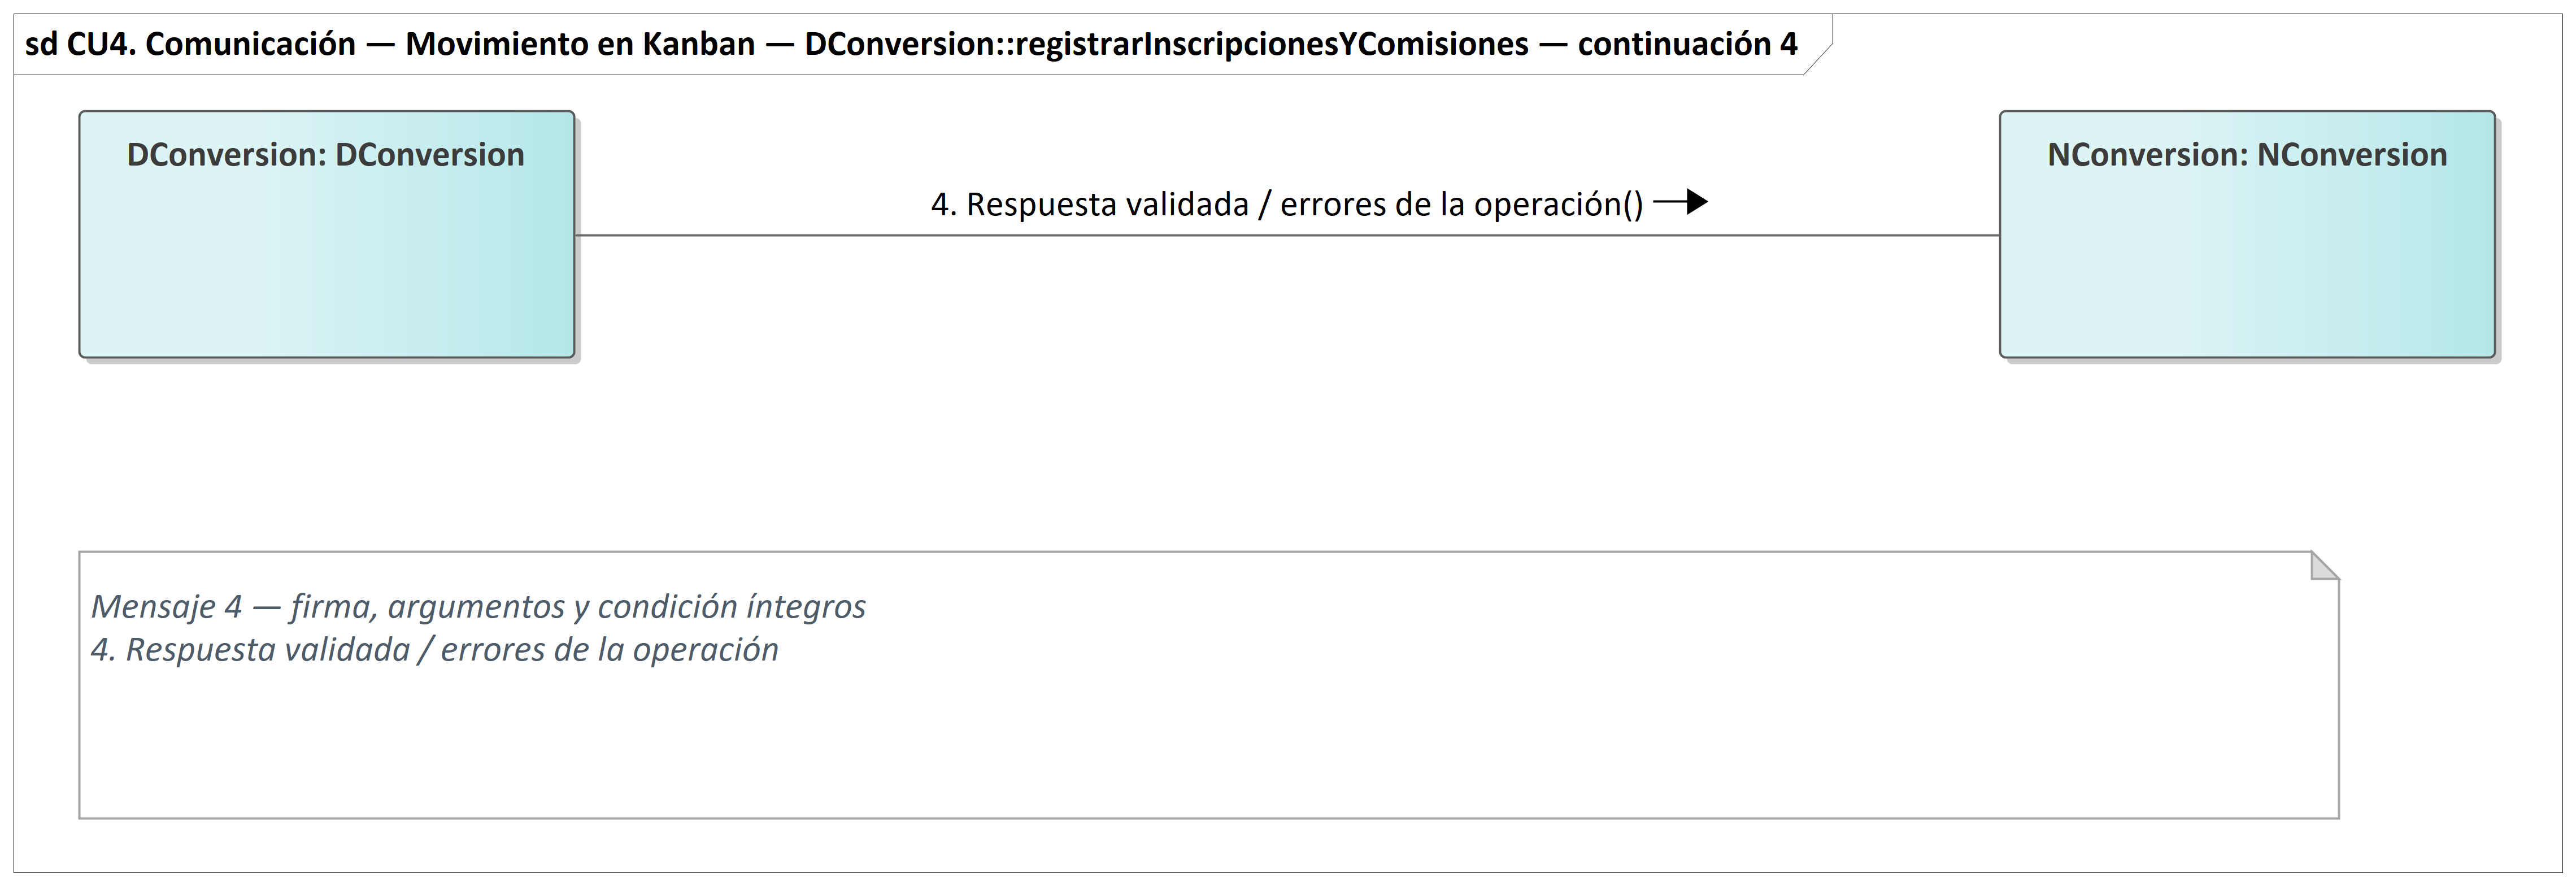 sd CU4. Comunicación — Movimiento en Kanban — DConversion::registrarInscripcionesYComisiones — continuación 4
DConversion: DConversion
NConversion: NConversion
4. Respuesta validada / errores de la operación()
Mensaje 4 — firma, argumentos y condición íntegros
4. Respuesta validada / errores de la operación